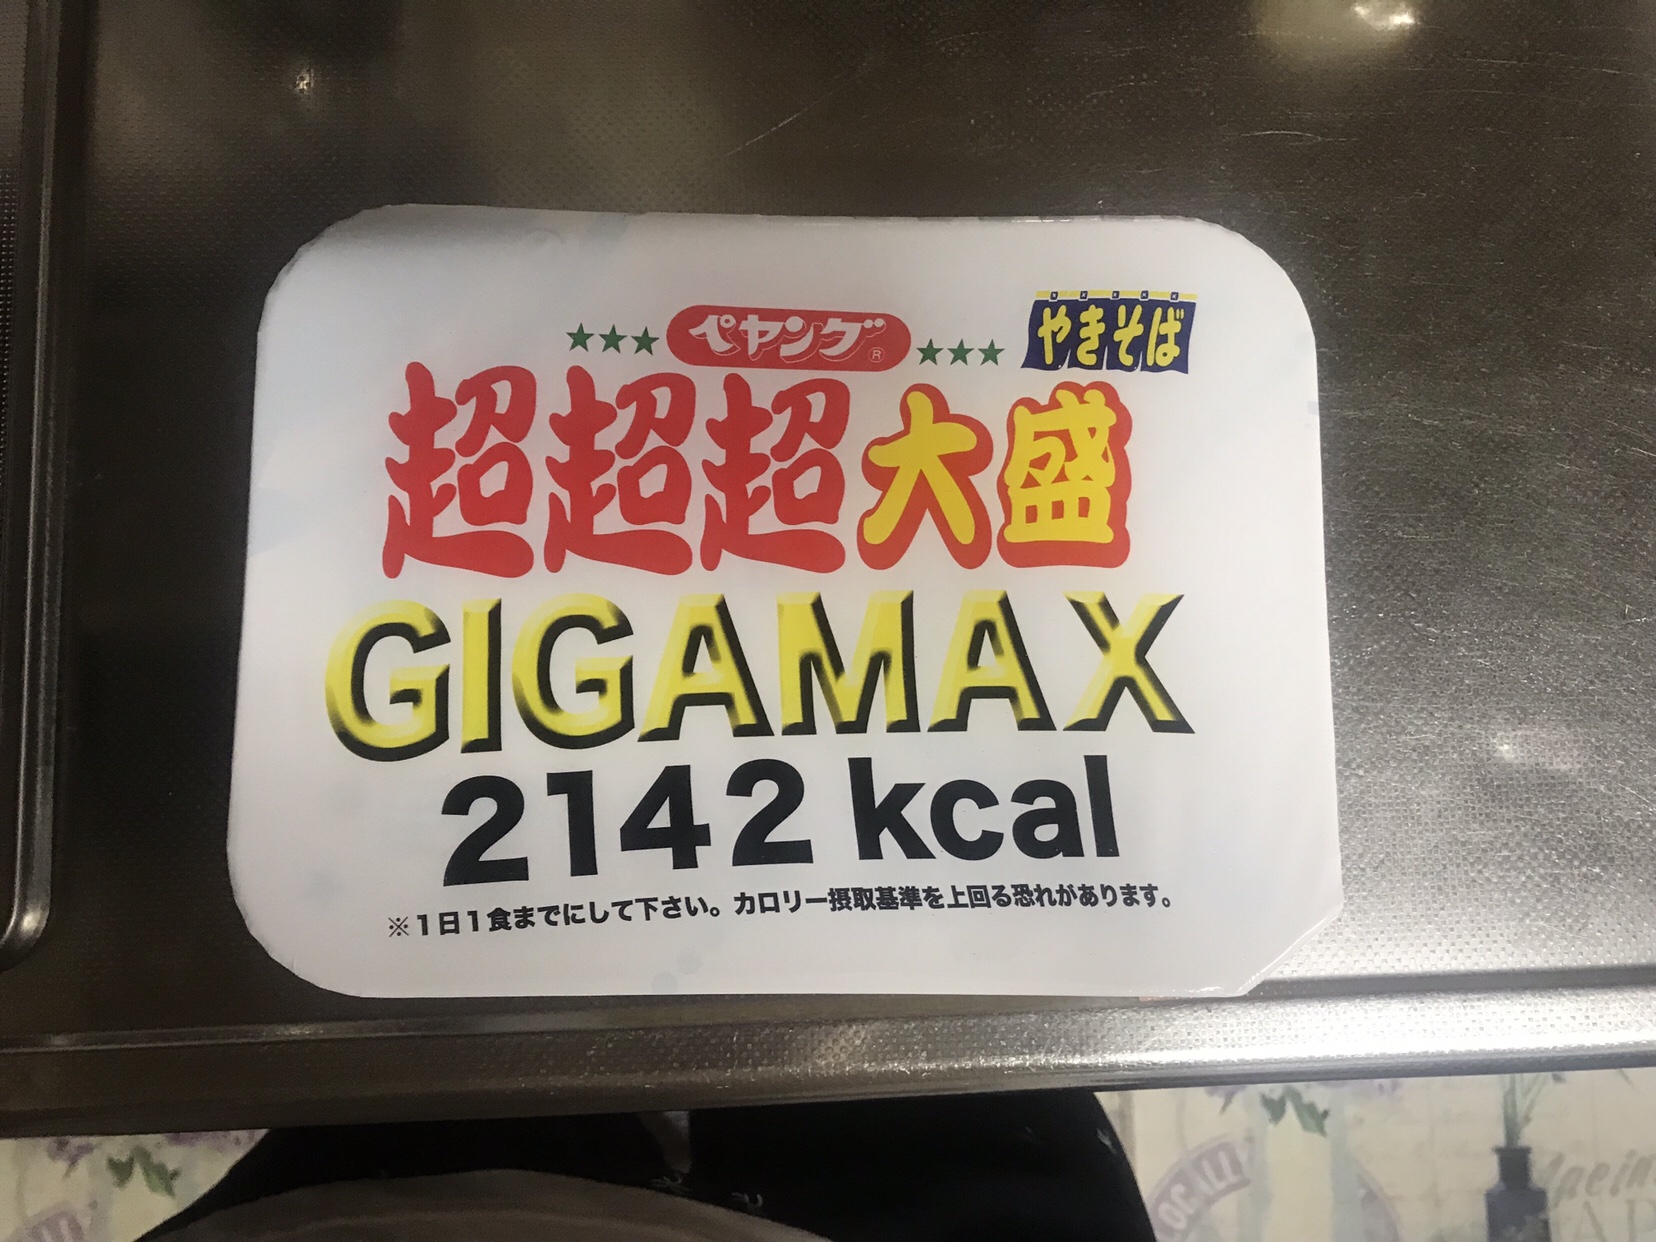 ★★★ペヤング®★★★
やきそば
超超超大盛
GIGAMAX
2142 kcal
※1日1食までにして下さい。カロリー摂取基準を上回る恐れがあります。